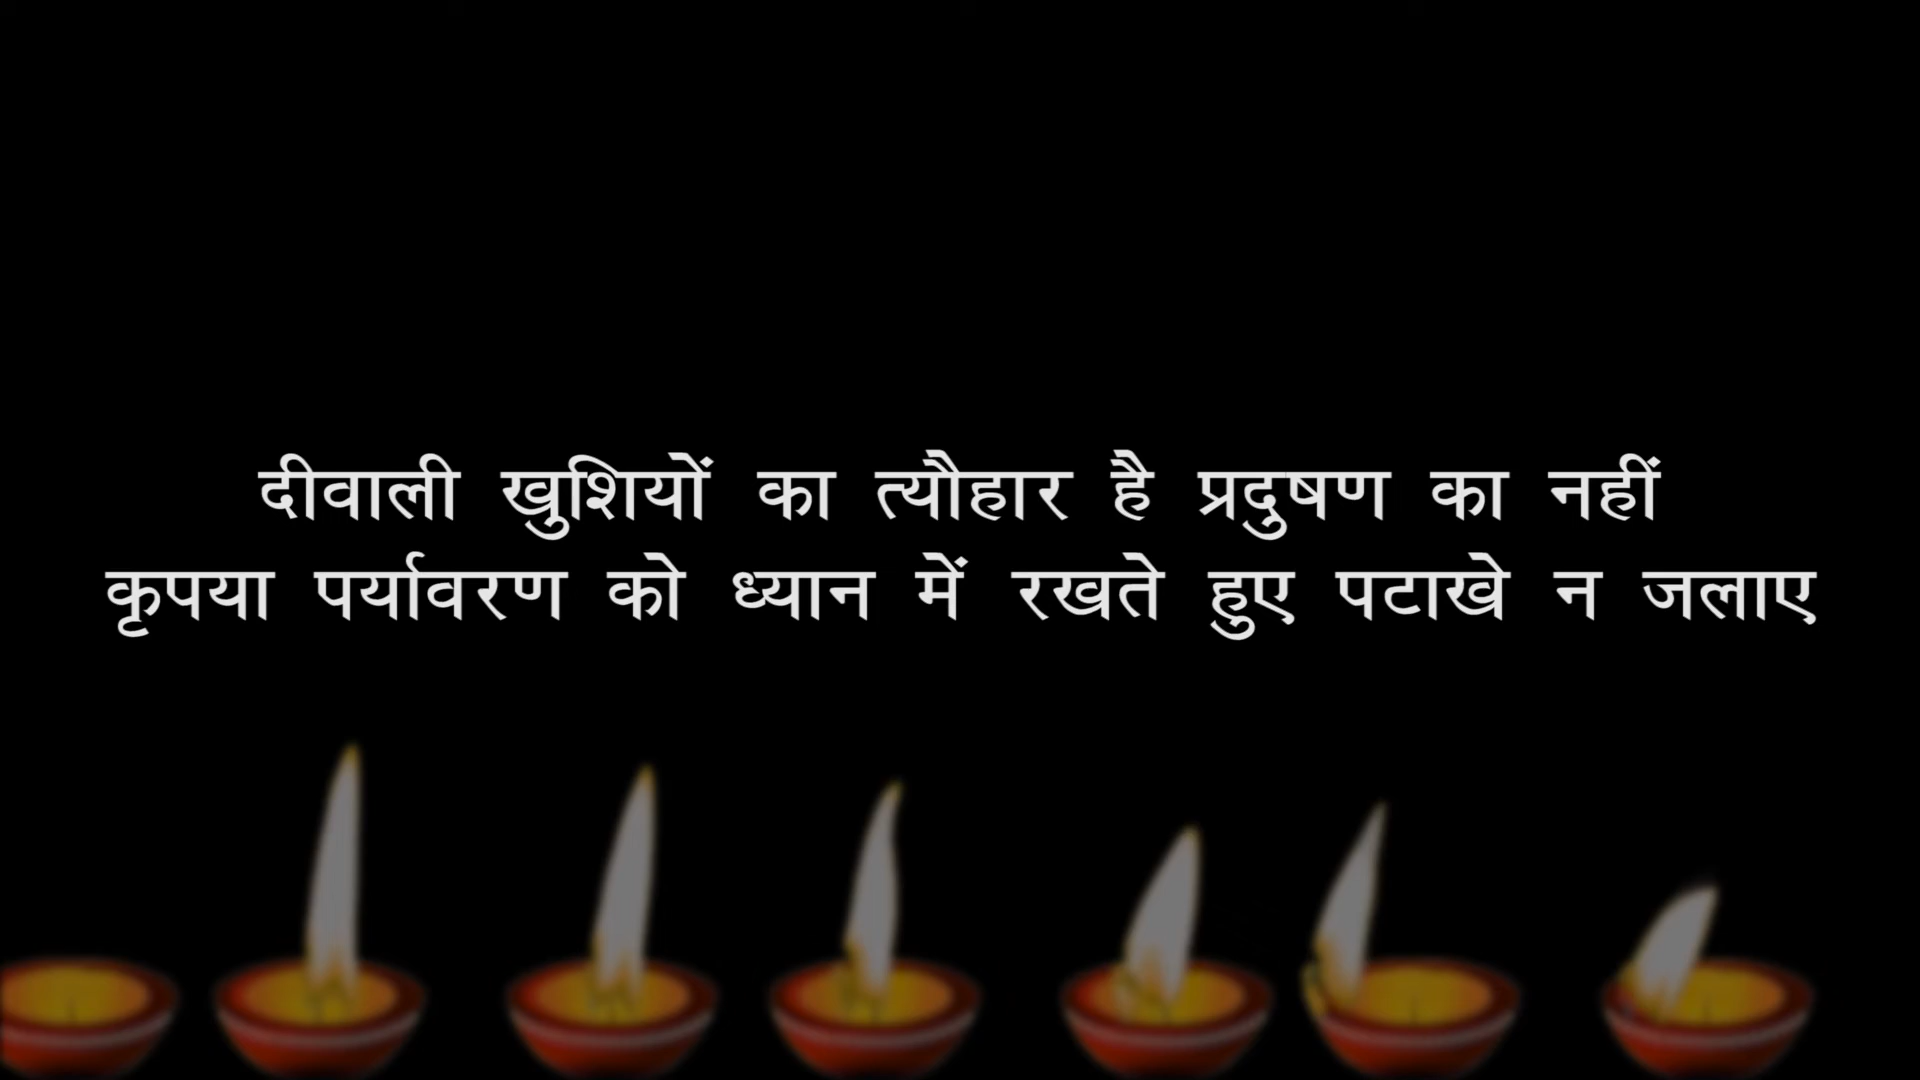 दीवाली खुशियों का त्यौहार है प्रदुषण का नहीं
कृपया पर्यावरण को ध्यान में रखते हुए पटाखे न जलाए